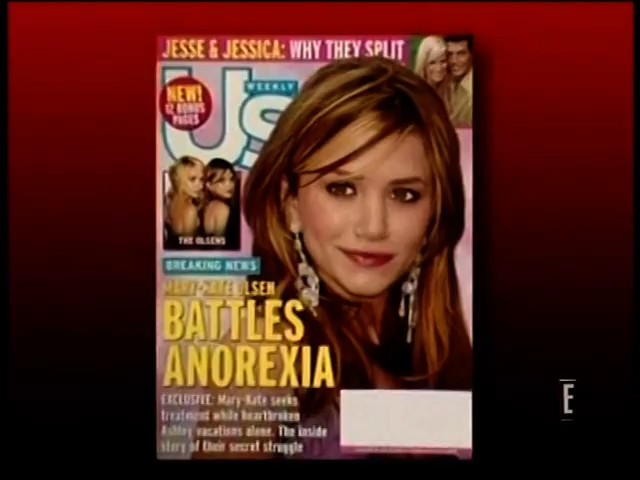 JESSE & JESSICA: WHY THEY SPLIT
Us
WEEKLY
NEW!
12 BONUS
PAGES
THE OLSENS
BREAKING NEWS
MARY-KATE OLSEN
BATTLES
ANOREXIA
EXCLUSIVE: Mary-Kate seeks
treatment while heartbroken
Ashley vacations alone. The inside
story of their secret struggle
E